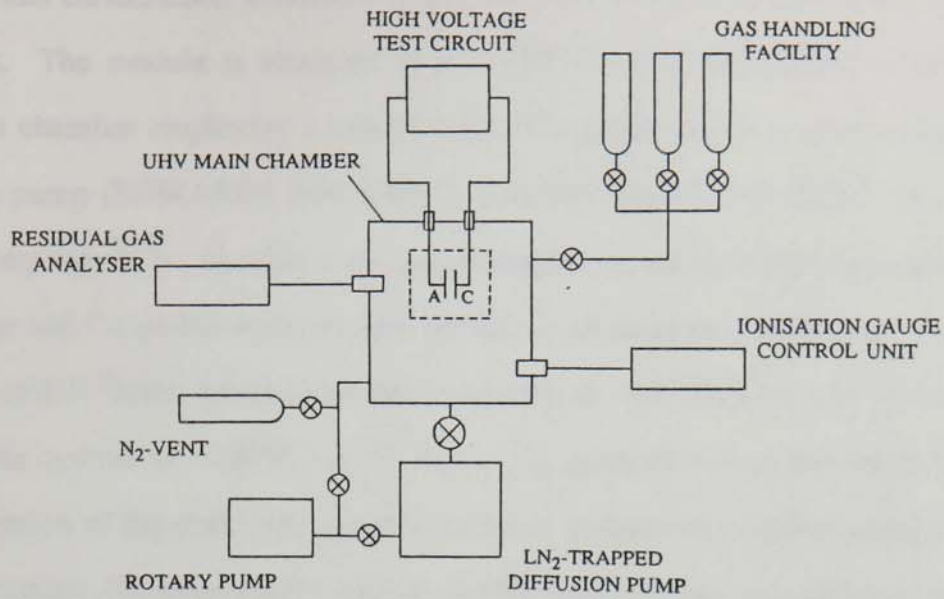 HIGH VOLTAGE
TEST CIRCUIT
GAS HANDLING
FACILITY
UHV MAIN CHAMBER
RESIDUAL GAS
ANALYSER
A C
IONISATION GAUGE
CONTROL UNIT
N₂-VENT
ROTARY PUMP
LN₂-TRAPPED
DIFFUSION PUMP